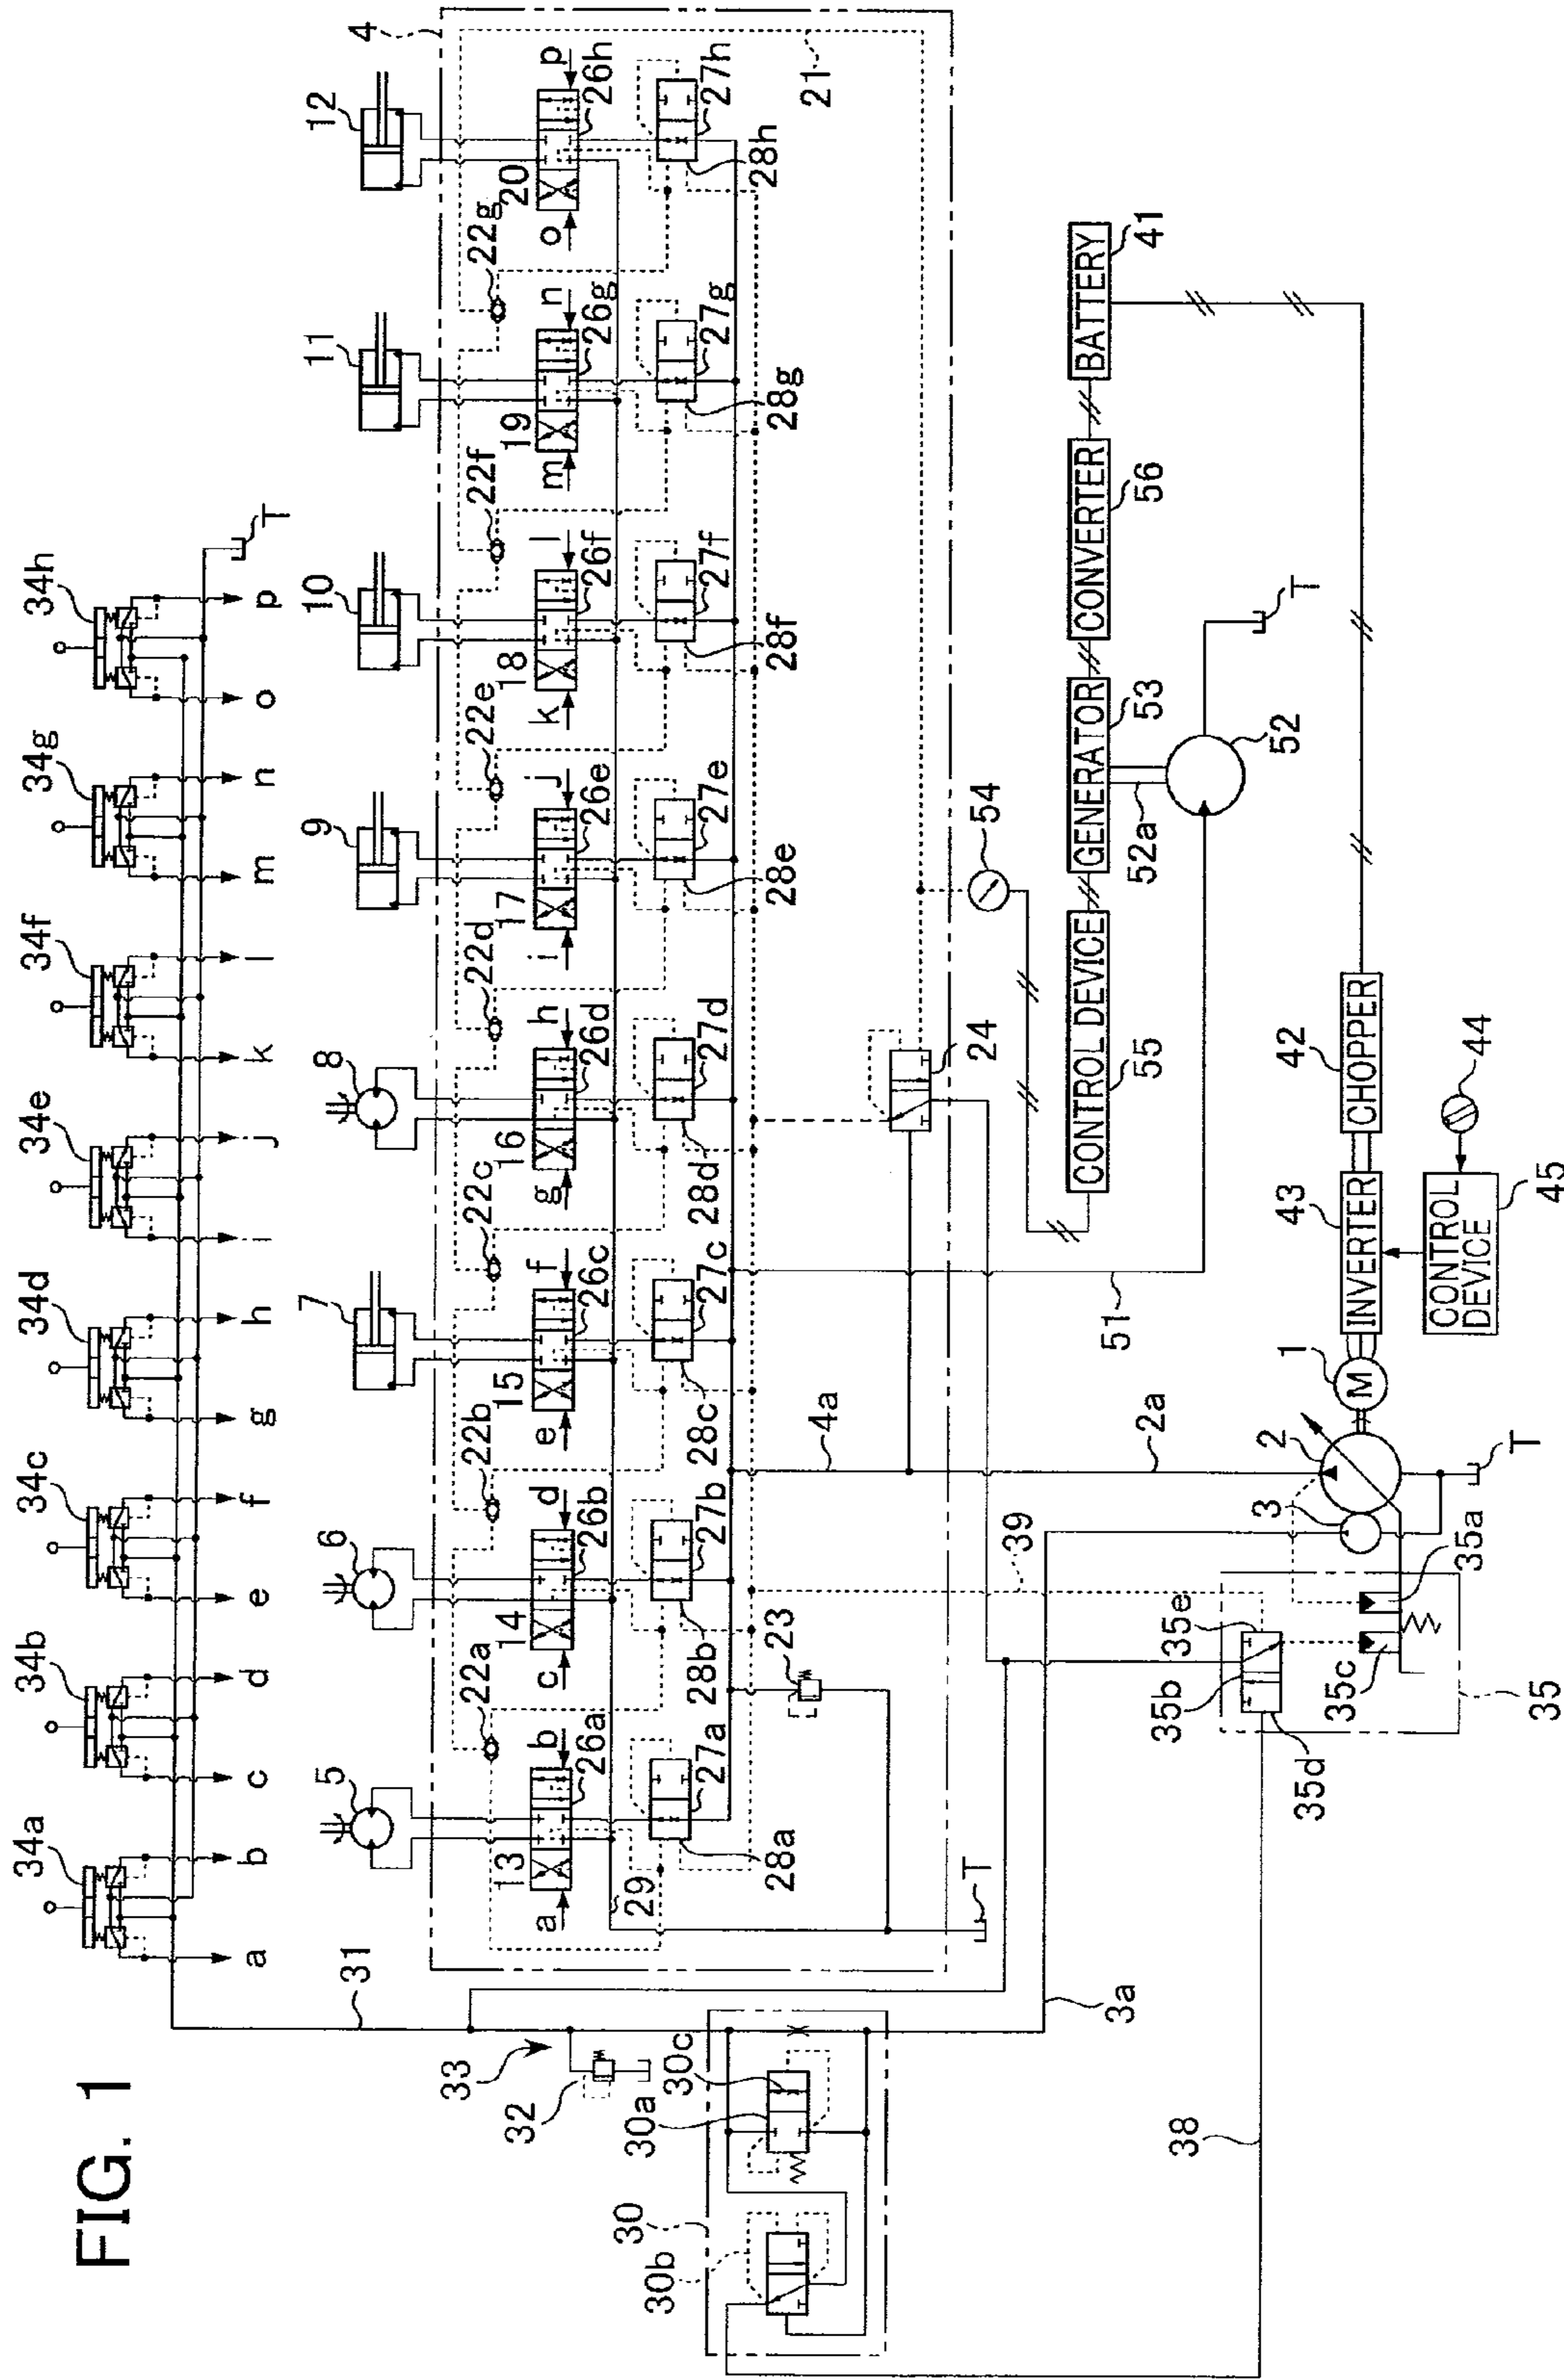 FIG. 1
34a
34b
34c
34d
34e
34f
34g
34h
T
a
b
c
d
e
f
g
h
i
j
k
l
m
n
o
p
31
5
6
7
8
9
10
11
12
4
22a
22b
22c
22d
22e
22f
22g
13
14
15
16
17
18
19
20
a
b
c
d
e
f
g
h
i
j
k
l
m
n
o
p
26a
26b
26c
26d
26e
26f
26g
26h
29
27a
27b
27c
27d
27e
27f
27g
27h
28a
28b
28c
28d
28e
28f
28g
28h
21
33
32
23
T
4a
24
54
30
30a
30b
30c
3a
39
2a
51
CONTROL DEVICE
55
GENERATOR
53
CONVERTER
56
BATTERY
41
52a
52
T
38
35
35a
35b
35c
35d
35e
3
2
1
M
T
INVERTER
43
CHOPPER
42
44
CONTROL
DEVICE
45